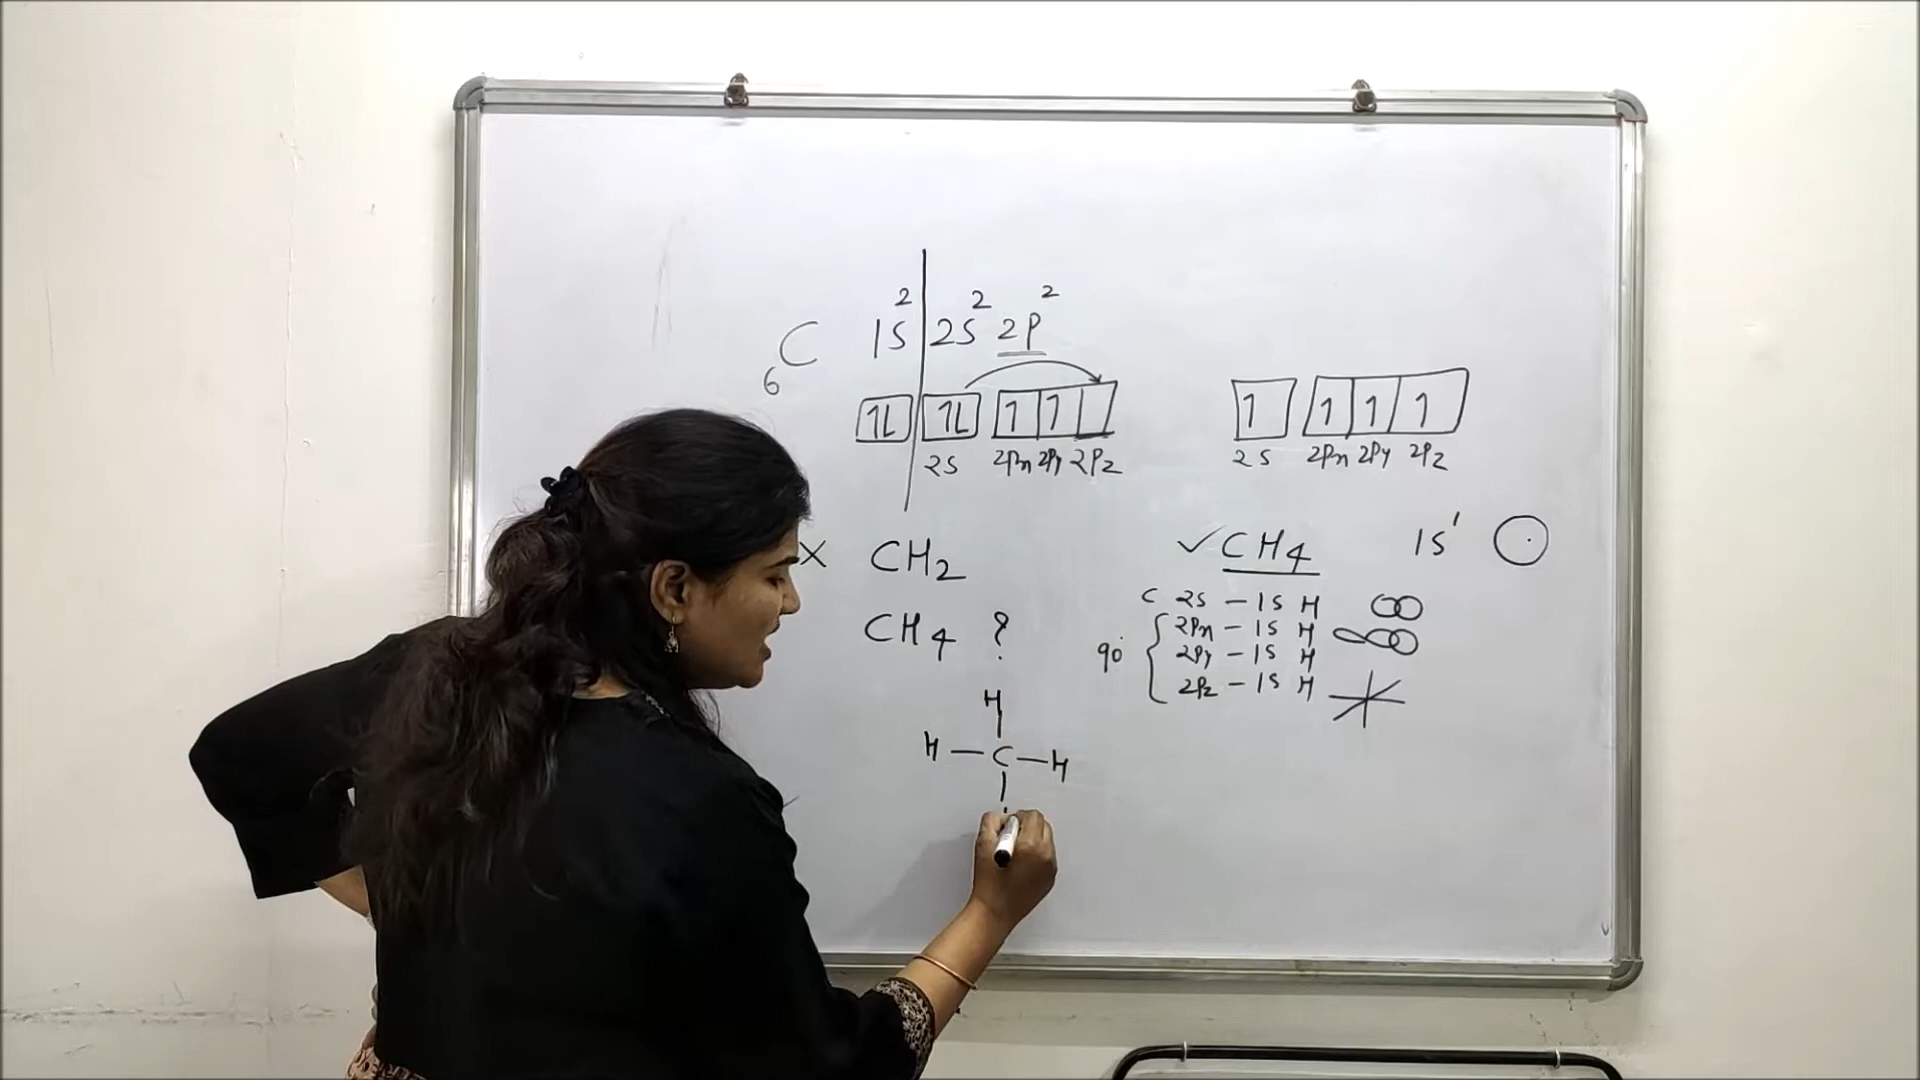 6C 1S² 2S² 2P²
1L 1L 1 1
2S 2Px 2Py 2Pz
1 1 1 1
2S 2Px 2Py 2Pz
X CH2
CH4 ?
H
H — C — H
✓ CH4
1S¹
C 2S — 1S H
2Px — 1S H
90° 2Py — 1S H
2Pz — 1S H